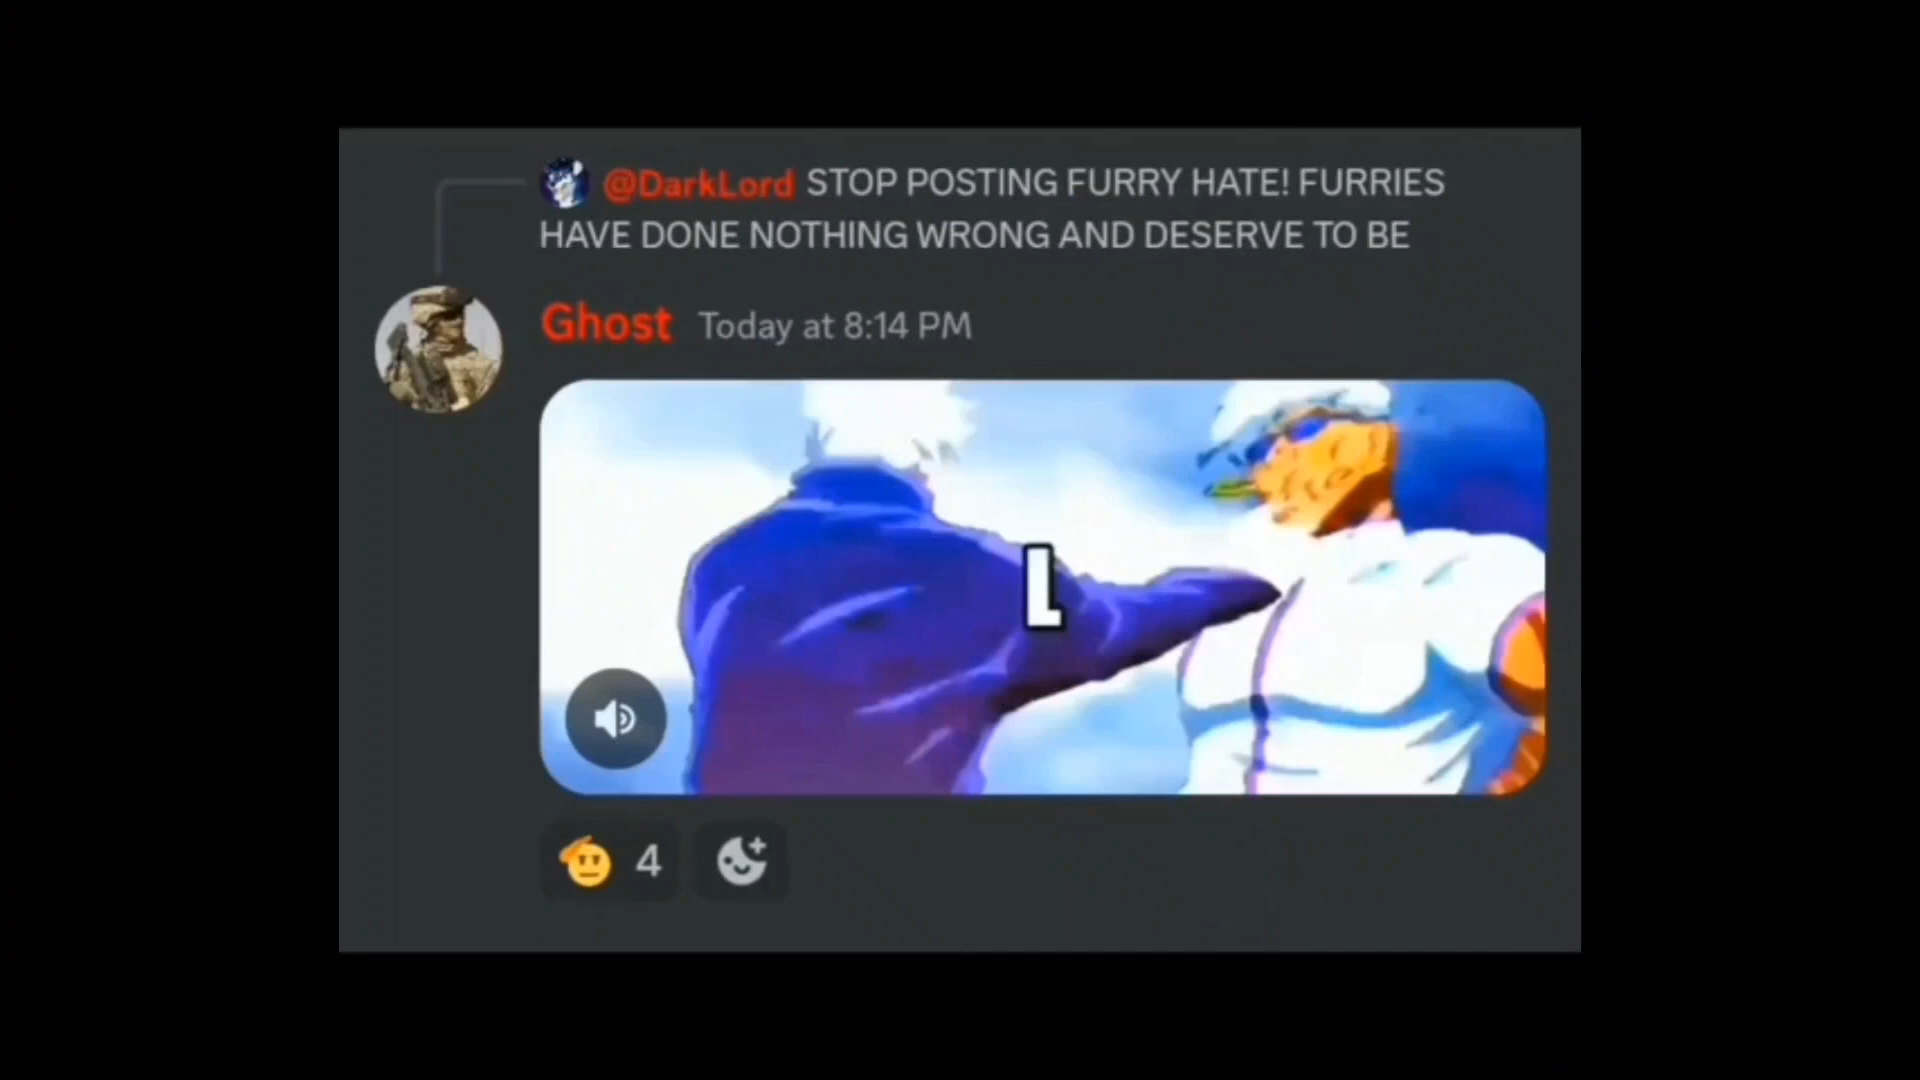 @DarkLord STOP POSTING FURRY HATE! FURRIES
HAVE DONE NOTHING WRONG AND DESERVE TO BE
Ghost Today at 8:14 PM
L
4